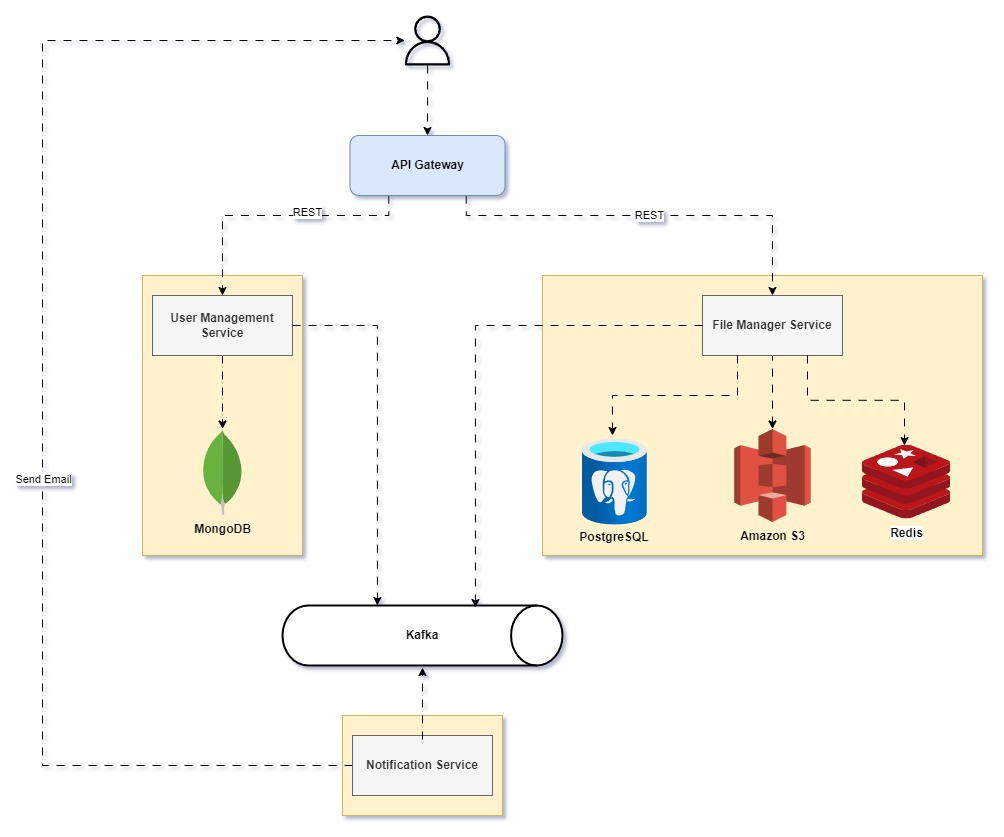 API Gateway
REST
REST
User Management
Service
File Manager Service
Send Email
MongoDB
PostgreSQL
Amazon S3
Redis
Kafka
Notification Service